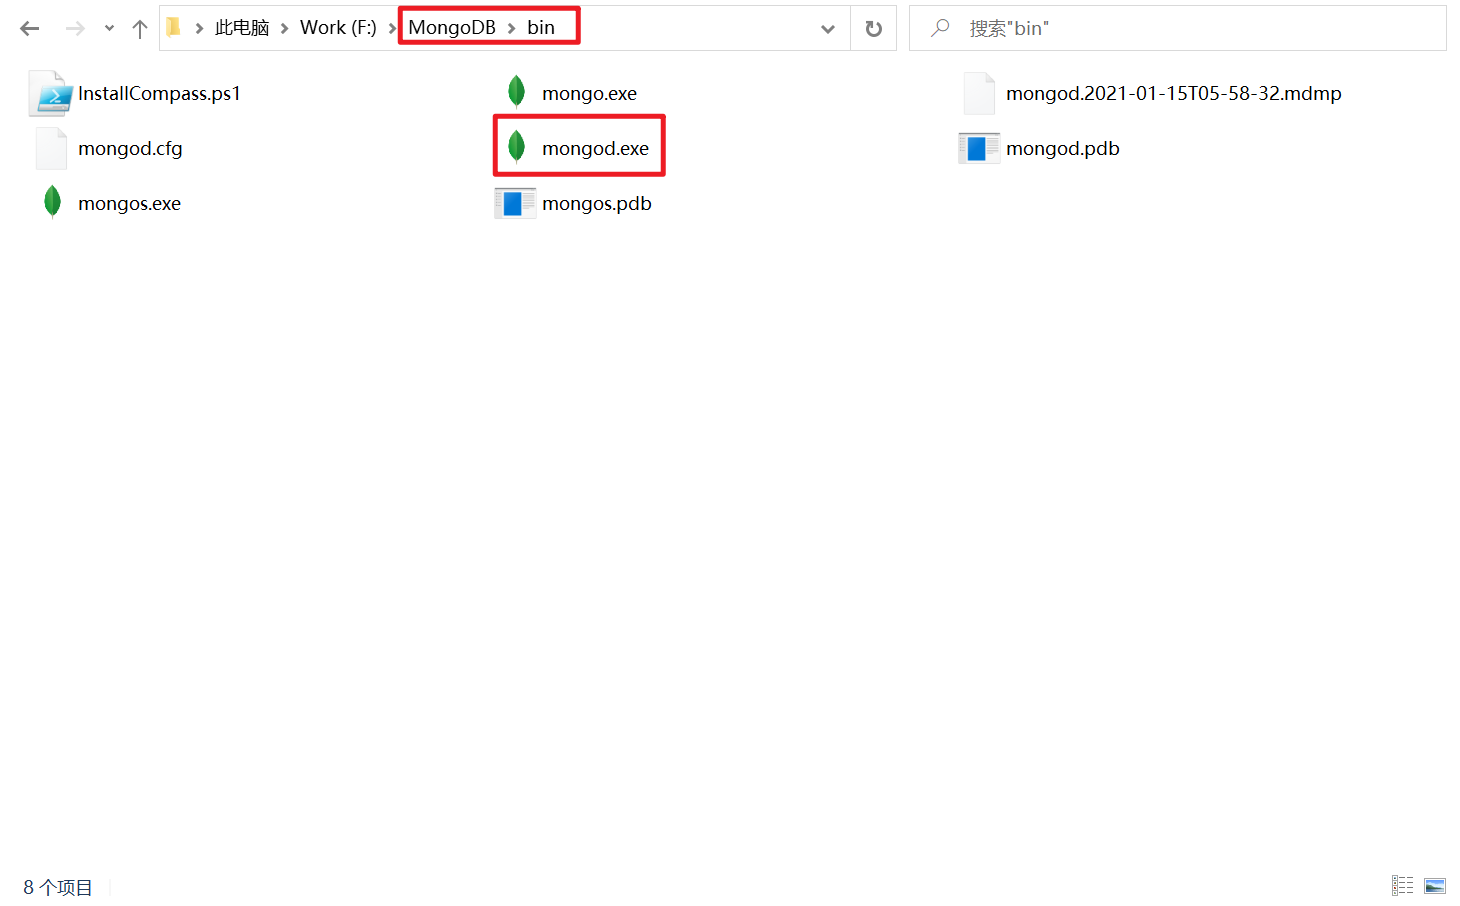 此电脑 Work (F:) MongoDB bin 搜索"bin"
InstallCompass.ps1 mongo.exe mongod.2021-01-15T05-58-32.mdmp
mongod.cfg mongod.exe mongod.pdb
mongos.exe mongos.pdb
8 个项目